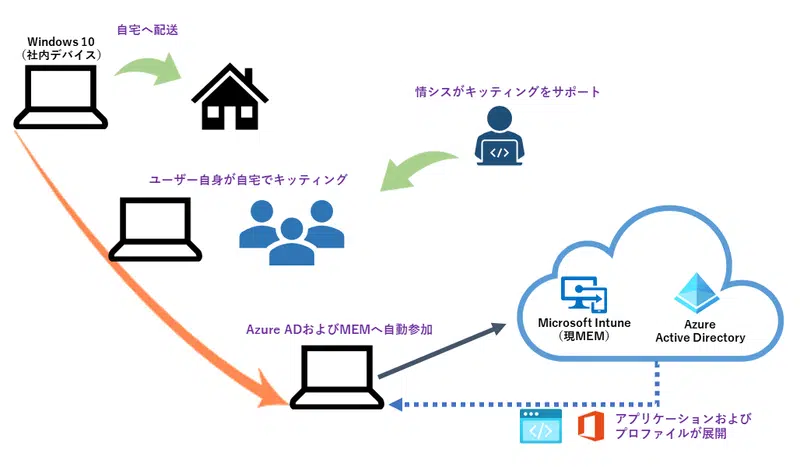 自宅へ配送
Windows 10
（社内デバイス）
情シスがキッティングをサポート
ユーザー自身が自宅でキッティング
Microsoft Intune
（現MEM）
Azure
Active Directory
Azure ADおよびMEMへ自動参加
アプリケーションおよび
プロファイルが展開